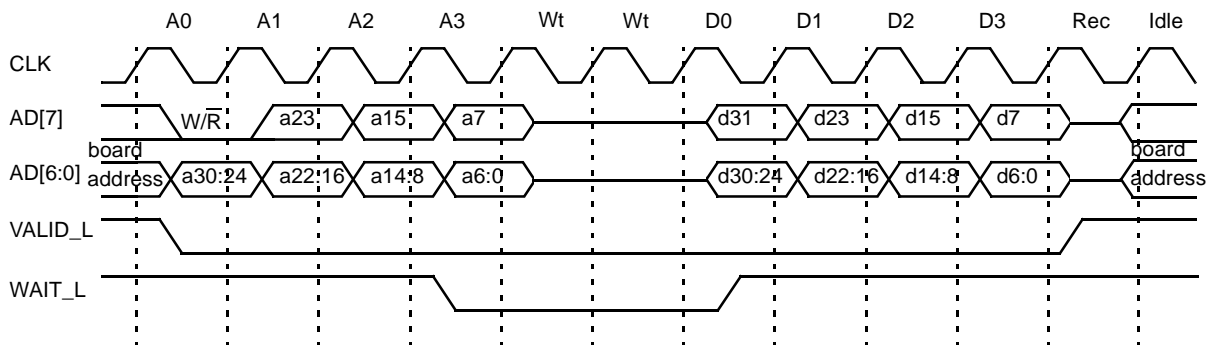 A0 A1 A2 A3 Wt Wt D0 D1 D2 D3 Rec Idle
CLK
AD[7] W/R̅ a23 a15 a7 d31 d23 d15 d7
board board
AD[6:0] address a30:24 a22:16 a14:8 a6:0 d30:24 d22:16 d14:8 d6:0 address
VALID_L
WAIT_L